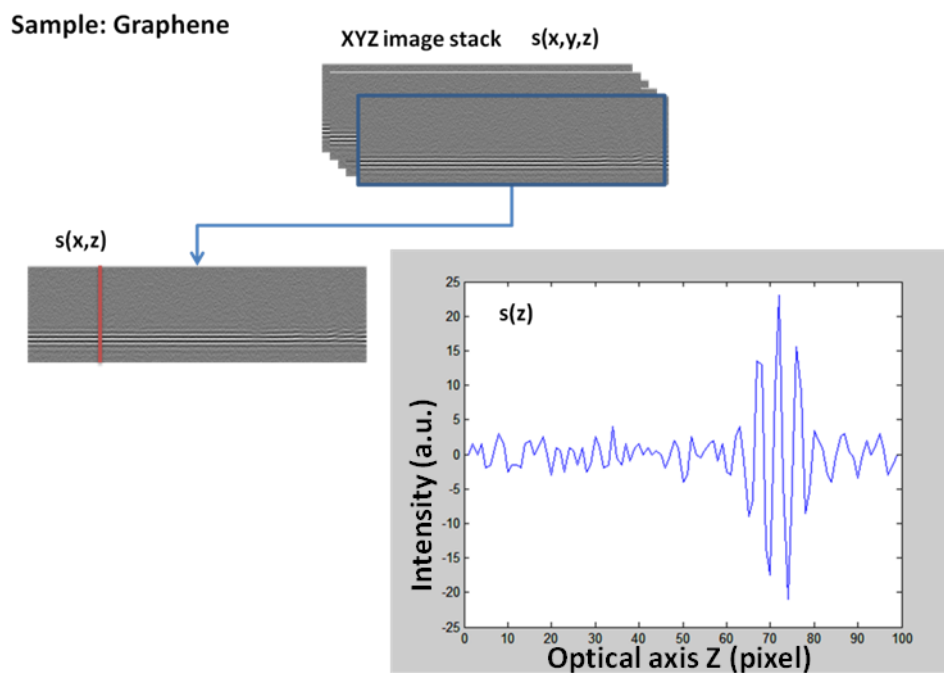 Sample: Graphene
XYZ image stack s(x,y,z)
s(x,z)
s(z)
25
20
15
10
5
0
-5
-10
-15
-20
-25
0 10 20 30 40 50 60 70 80 90 100
Intensity (a.u.)
Optical axis Z (pixel)